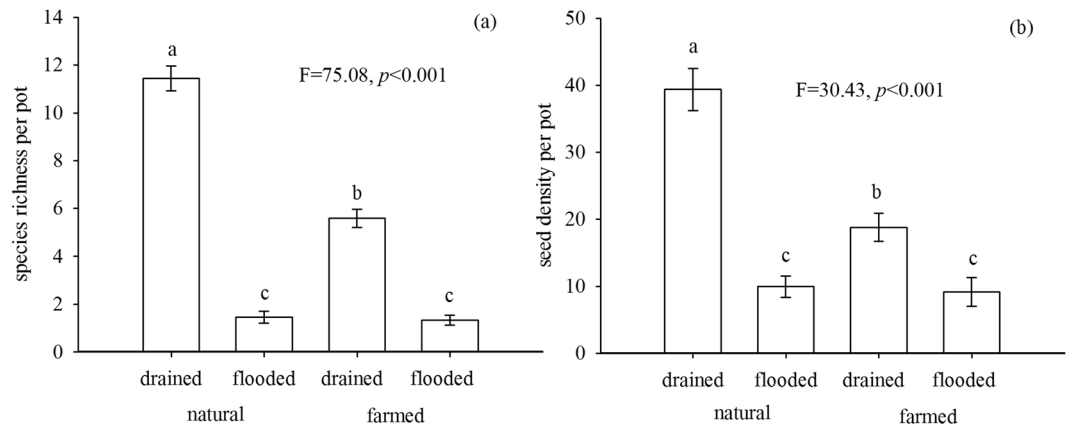 (a)
species richness per pot
14
12
10
8
6
4
2
0
a
c
b
c
F=75.08, p<0.001
drained flooded drained flooded
natural farmed
(b)
seed density per pot
50
40
30
20
10
0
a
c
b
c
F=30.43, p<0.001
drained flooded drained flooded
natural farmed